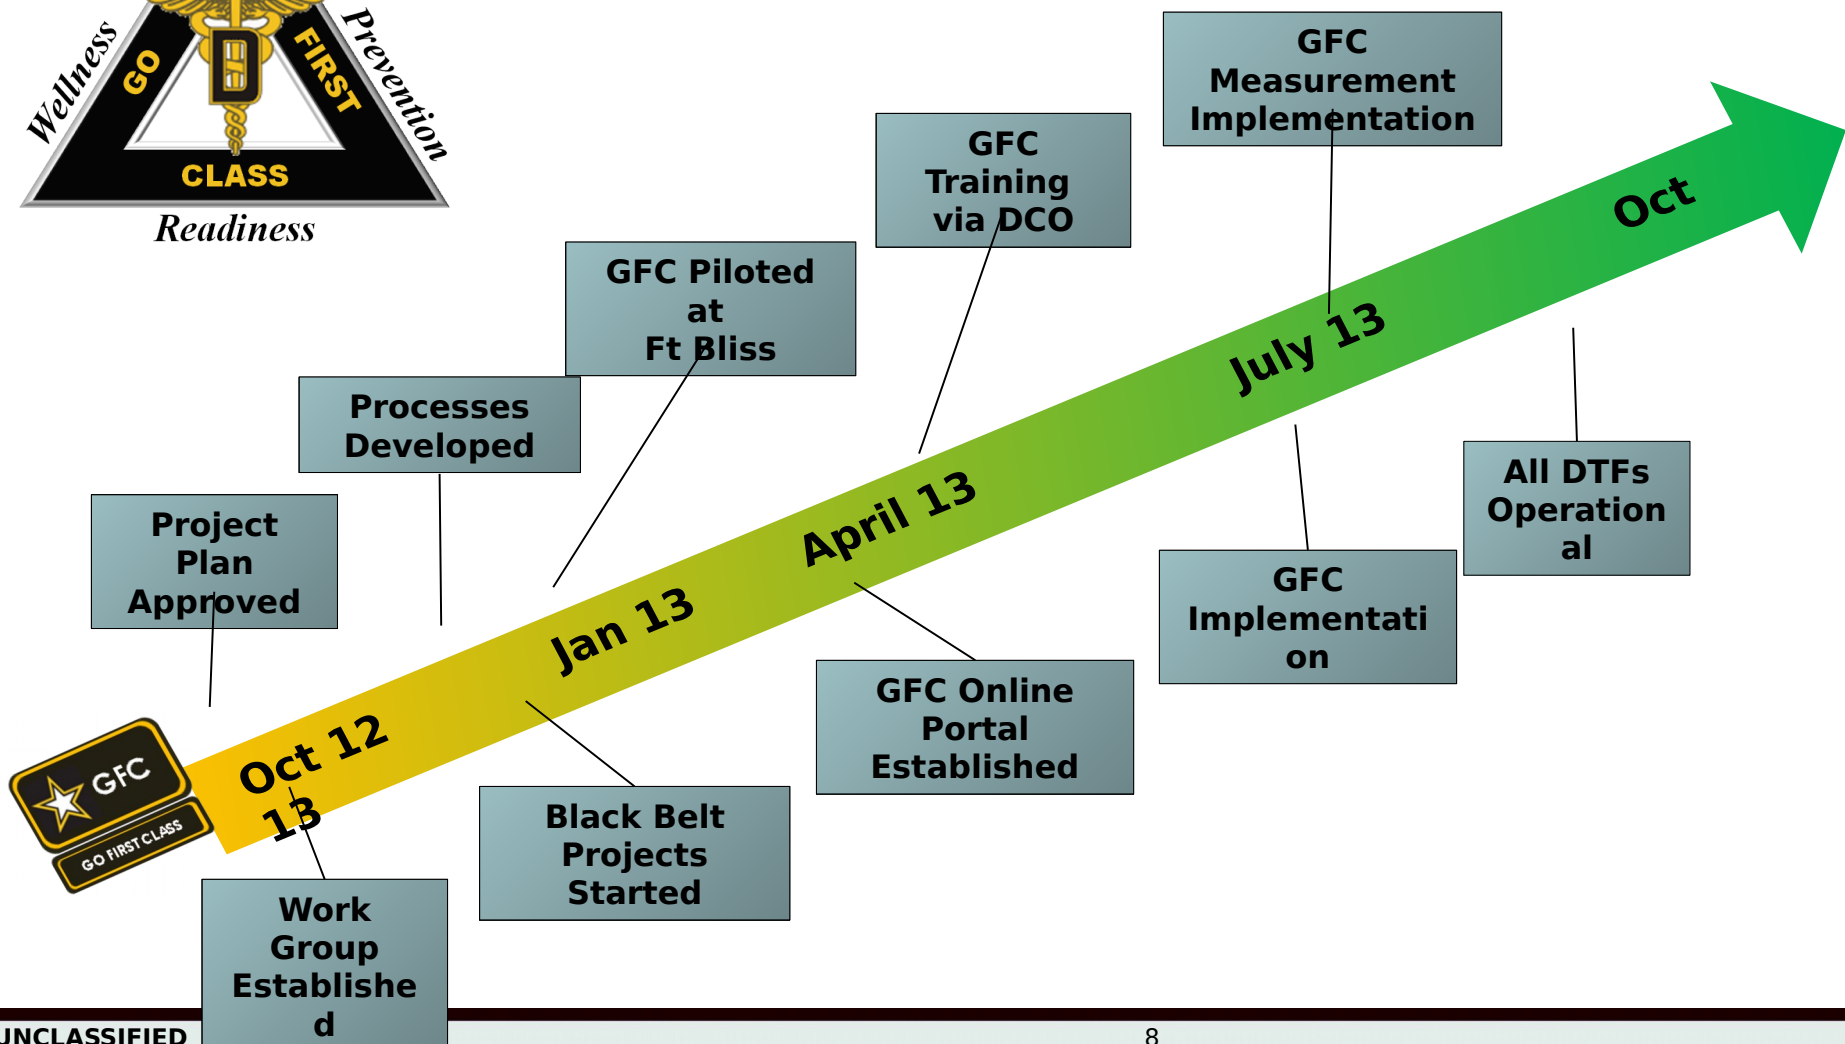 Wellness
Prevention
GO
FIRST
D
CLASS
Readiness
GFC
Measurement
Implementation
GFC
Training
via DCO
Oct
GFC Piloted
at
Ft Bliss
July 13
Processes
Developed
All DTFs
Operation
al
April 13
Project
Plan
Approved
GFC
Implementati
on
Jan 13
GFC Online
Portal
Established
Oct 12
13
GFC
GO FIRST CLASS
Black Belt
Projects
Started
Work
Group
Establishe
d
UNCLASSIFIED
8